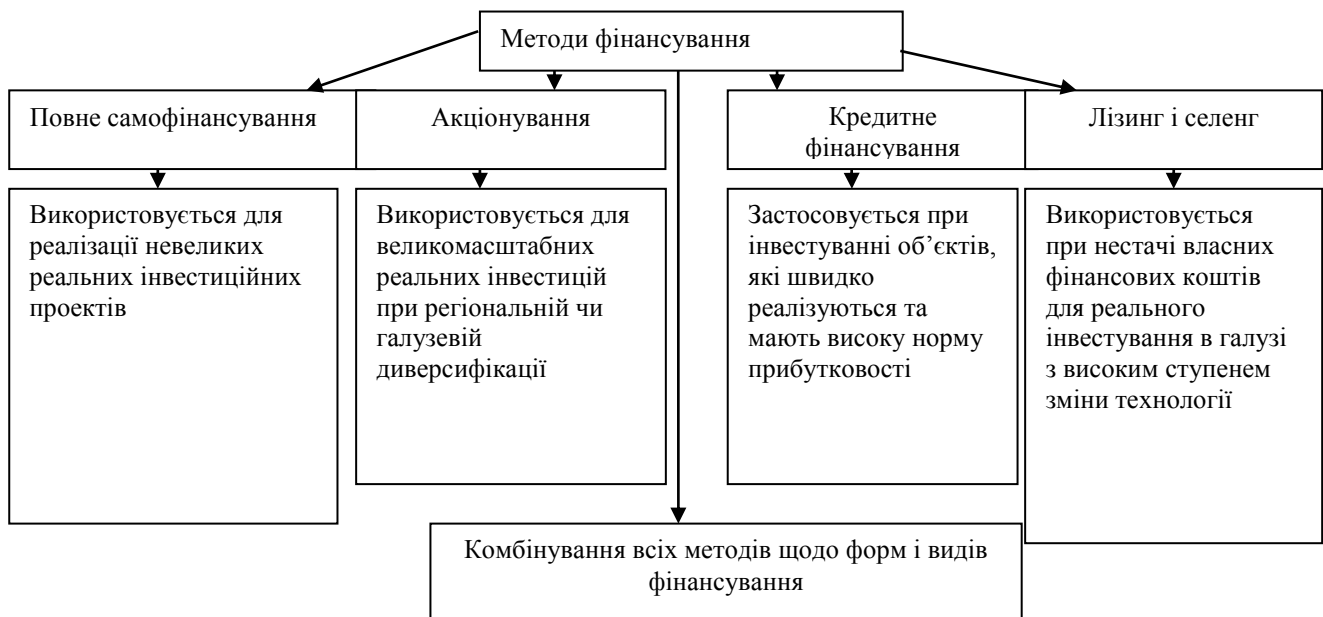 Методи фінансування
Повне самофінансування
Акціонування
Кредитне
фінансування
Лізинг і селенг
Використовується для
реалізації невеликих
реальних інвестиційних
проектів
Використовується для
великомасштабних
реальних інвестицій
при регіональній чи
галузевій
диверсифікації
Застосовується при
інвестуванні об’єктів,
які швидко
реалізуються та
мають високу норму
прибутковості
Використовується
при нестачі власних
фінансових коштів
для реального
інвестування в галузі
з високим ступенем
зміни технології
Комбінування всіх методів щодо форм і видів
фінансування